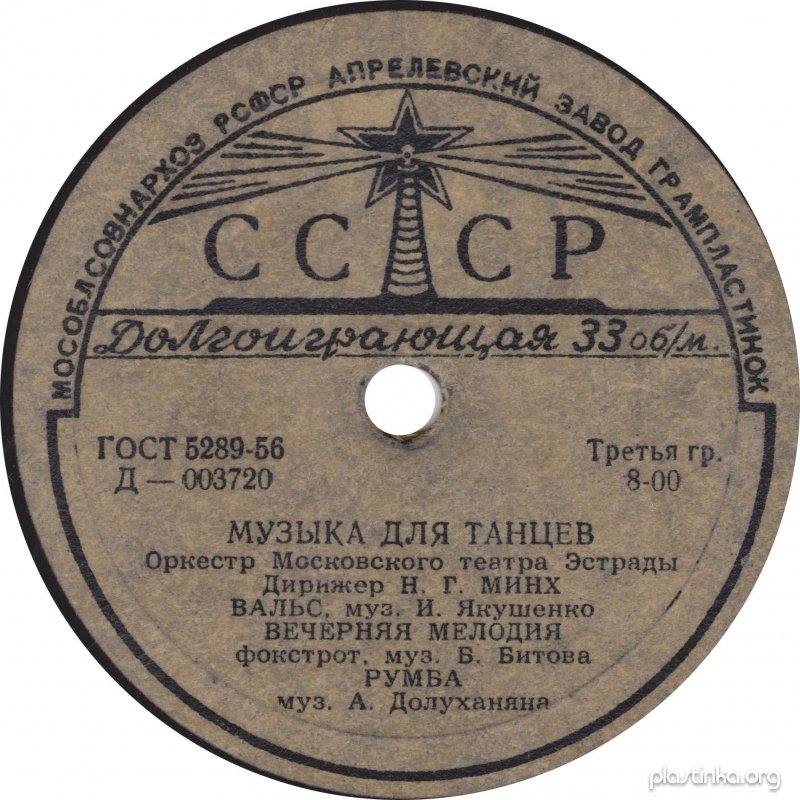 МОСОБЛСОВНАРХОЗ РСФСР АПРЕЛЕВСКИЙ ЗАВОД ГРАМПЛАСТИНОК
СССР
Долгоиграющая 33 об/м.
ГОСТ 5289-56
Д — 003720
Третья гр.
8-00
МУЗЫКА ДЛЯ ТАНЦЕВ
Оркестр Московского театра Эстрады
Дирижер Н. Г. МИНХ
ВАЛЬС, муз. И. Якушенко
ВЕЧЕРНЯЯ МЕЛОДИЯ
фокстрот, муз. Б. Битова
РУМБА
муз. А. Долуханяна
plastinka.org